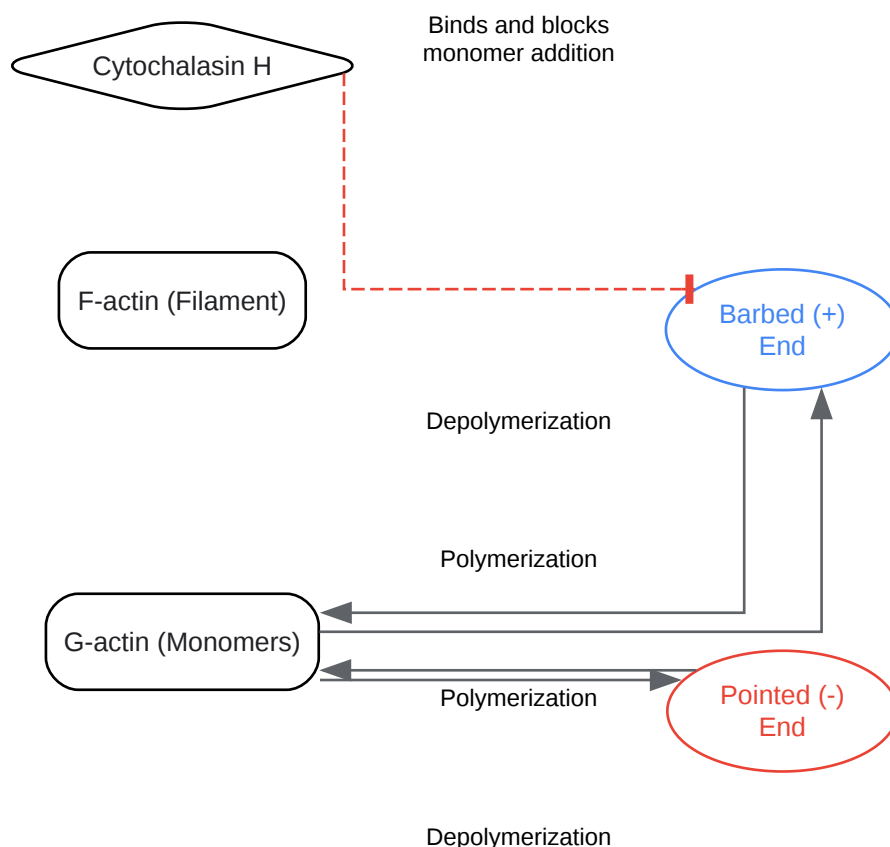 Binds and blocks
monomer addition
Cytochalasin H
F-actin (Filament)
Barbed (+)
End
Depolymerization
Polymerization
G-actin (Monomers)
Polymerization
Pointed (-)
End
Depolymerization